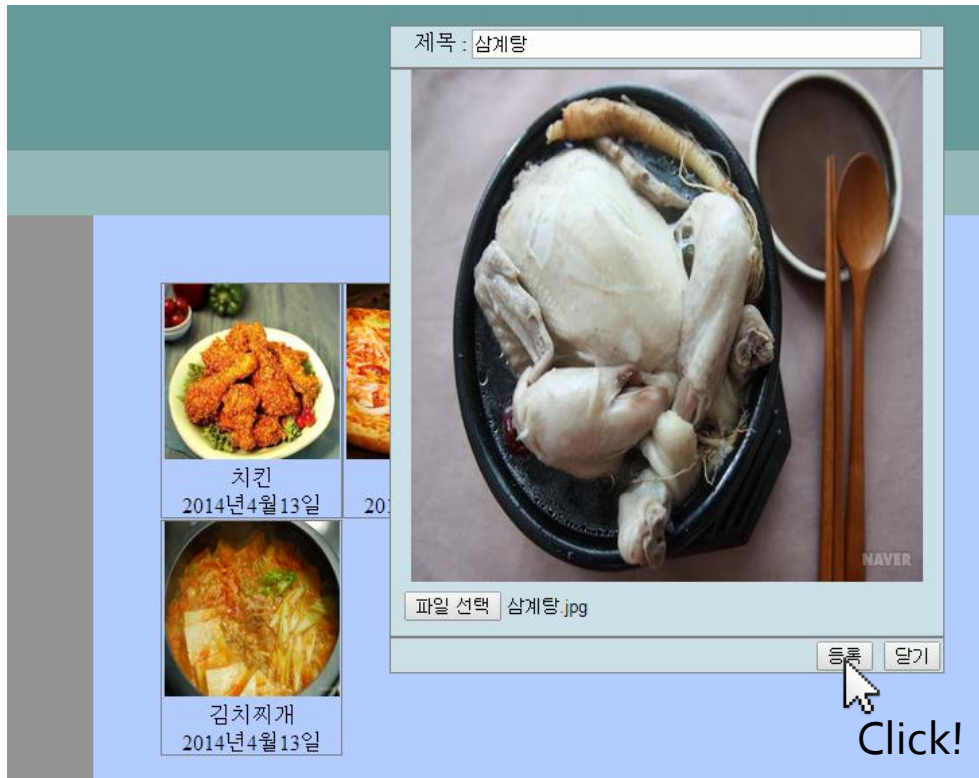 제목 : 삼계탕
NAVER
파일 선택 삼계탕.jpg
등록 닫기
Click!
치킨
2014년4월13일
201
김치찌개
2014년4월13일